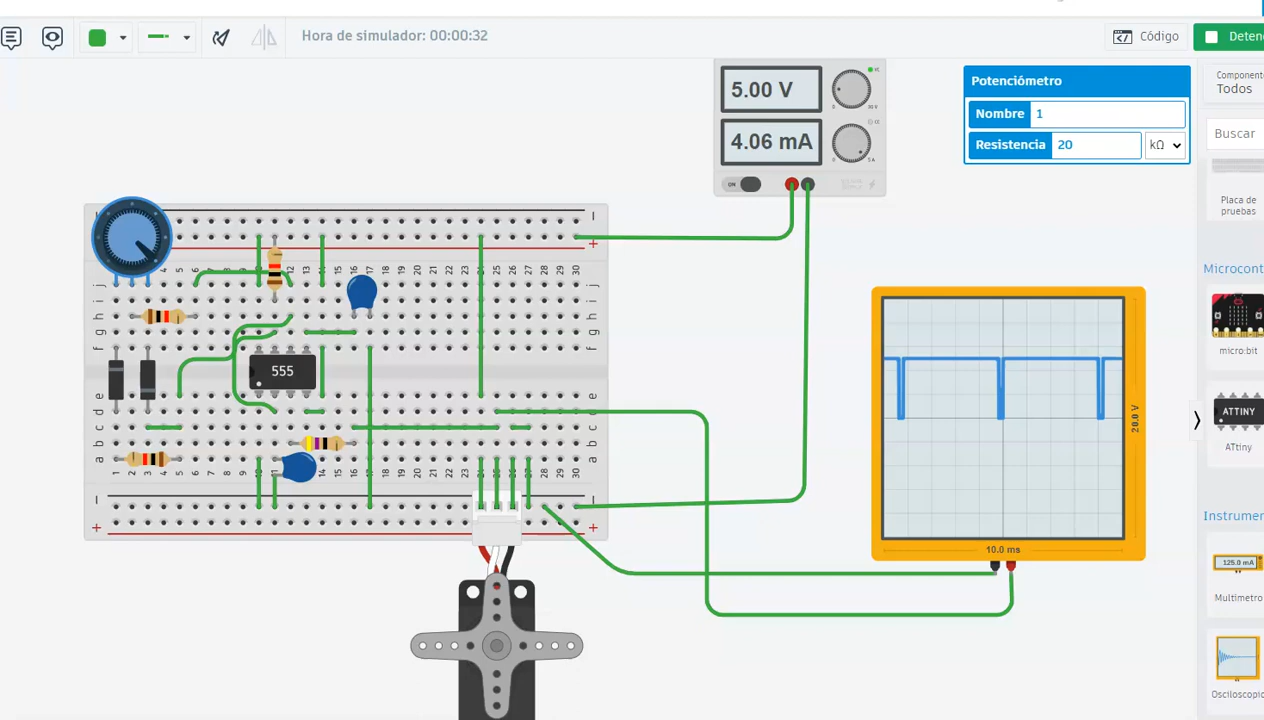 Hora de simulador: 00:00:32
Código
Deten
5.00 V
4.06 mA
ON
Potenciómetro
Nombre 1
Resistencia 20 kΩ
Component
Todos
Buscar
Placa de
pruebas
Microcont
micro:bit
ATTINY
ATtiny
Instrumen
125.0 mA
Multimetro
Osciloscopio
555
20.0 V
10.0 ms
j
h
g
f
e
d
c
b
a